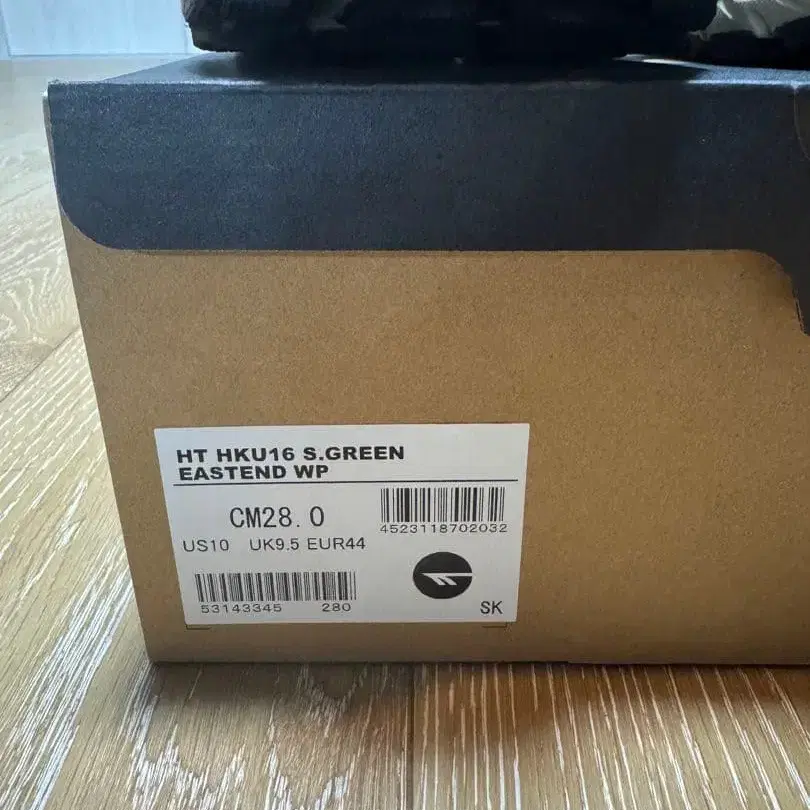 HT HKU16 S.GREEN
EASTEND WP
CM28.0
4523118702032
US10 UK9.5 EUR44
53143345 280
SK